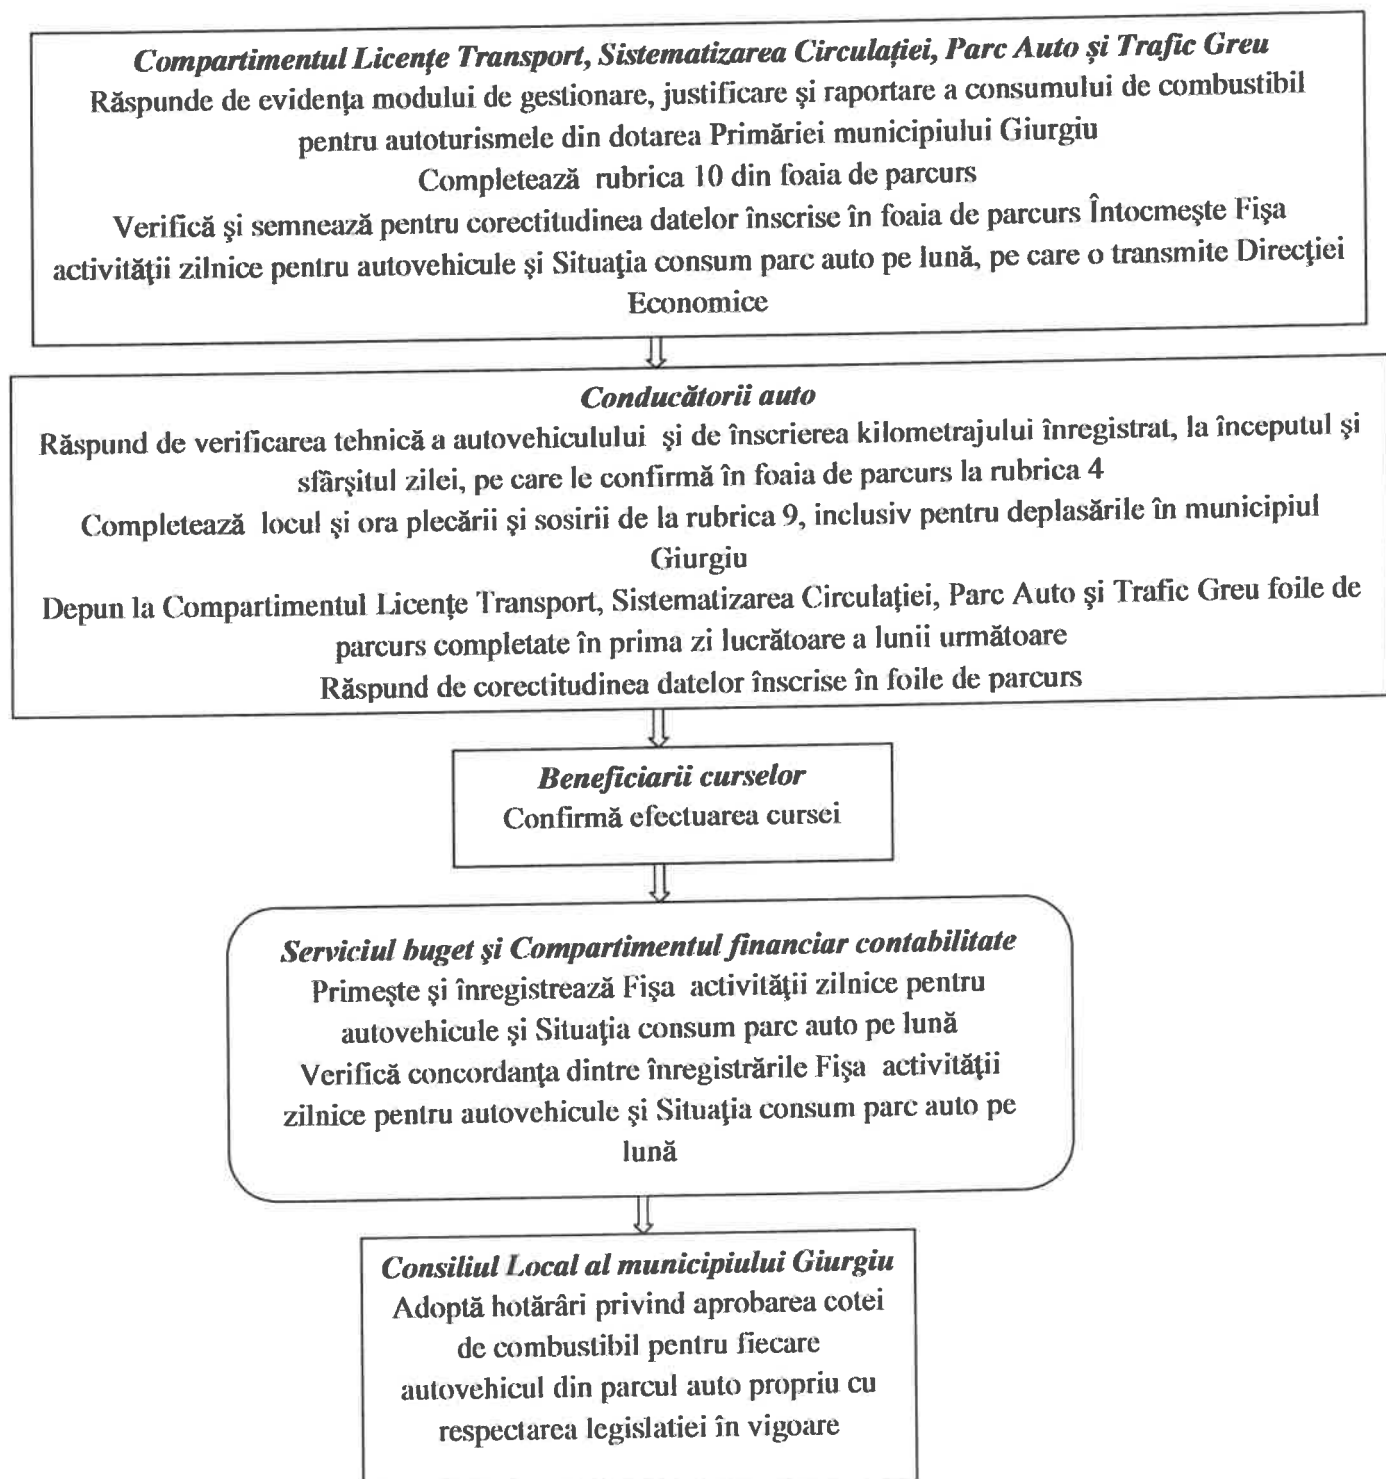 Compartimentul Licenţe Transport, Sistematizarea Circulaţiei, Parc Auto şi Trafic Greu
Răspunde de evidenţa modului de gestionare, justificare şi raportare a consumului de combustibil
pentru autoturismele din dotarea Primăriei municipiului Giurgiu
Completează rubrica 10 din foaia de parcurs
Verifică şi semnează pentru corectitudinea datelor înscrise în foaia de parcurs Întocmeşte Fişa
activităţii zilnice pentru autovehicule şi Situaţia consum parc auto pe lună, pe care o transmite Direcţiei
Economice
Conducătorii auto
Răspund de verificarea tehnică a autovehiculului şi de înscrierea kilometrajului înregistrat, la începutul şi
sfârşitul zilei, pe care le confirmă în foaia de parcurs la rubrica 4
Completează locul şi ora plecării şi sosirii de la rubrica 9, inclusiv pentru deplasările în municipiul
Giurgiu
Depun la Compartimentul Licenţe Transport, Sistematizarea Circulaţiei, Parc Auto şi Trafic Greu foile de
parcurs completate în prima zi lucrătoare a lunii următoare
Răspund de corectitudinea datelor înscrise în foile de parcurs
Beneficiarii curselor
Confirmă efectuarea cursei
Serviciul buget şi Compartimentul financiar contabilitate
Primeşte şi înregistrează Fişa activităţii zilnice pentru
autovehicule şi Situaţia consum parc auto pe lună
Verifică concordanţa dintre înregistrările Fişa activităţii
zilnice pentru autovehicule şi Situaţia consum parc auto pe
lună
Consiliul Local al municipiului Giurgiu
Adoptă hotărâri privind aprobarea cotei
de combustibil pentru fiecare
autovehicul din parcul auto propriu cu
respectarea legislatiei în vigoare